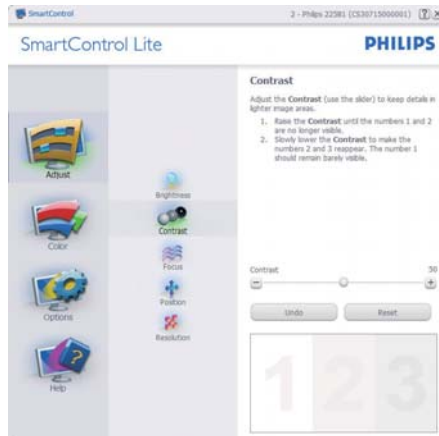 SmartControl
2 - Philips 225B1 (CS30715000001)
SmartControl Lite
PHILIPS
Adjust
Color
Options
Help
Brightness
Contrast
Focus
Position
Resolution
Contrast
Adjust the Contrast (use the slider) to keep details in
lighter image areas.
1. Raise the Contrast until the numbers 1 and 2
are no longer visible.
2. Slowly lower the Contrast to make the
numbers 2 and 3 reappear. The number 1
should remain barely visible.
Contrast
50
Undo
Reset
1 2 3